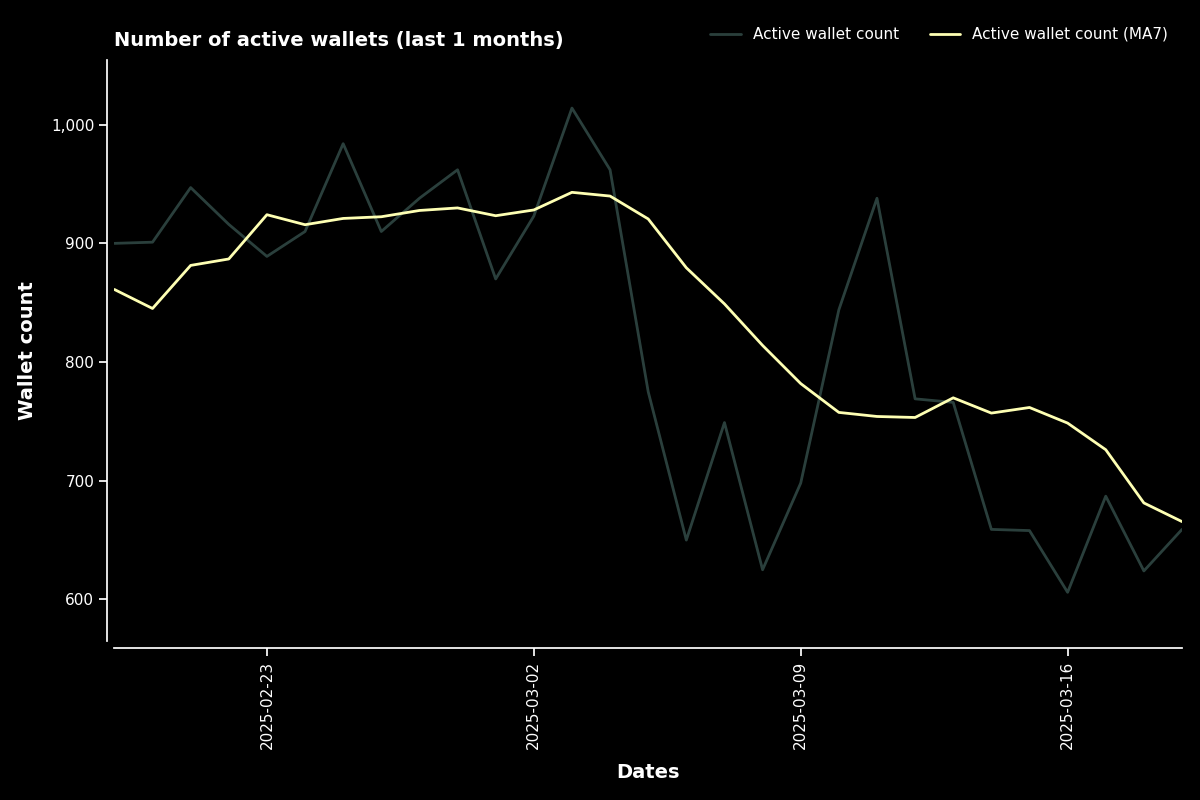 Number of active wallets (last 1 months)
Active wallet count
Active wallet count (MA7)
Wallet count
1,000
900
800
700
600
2025-02-23
2025-03-02
2025-03-09
2025-03-16
Dates